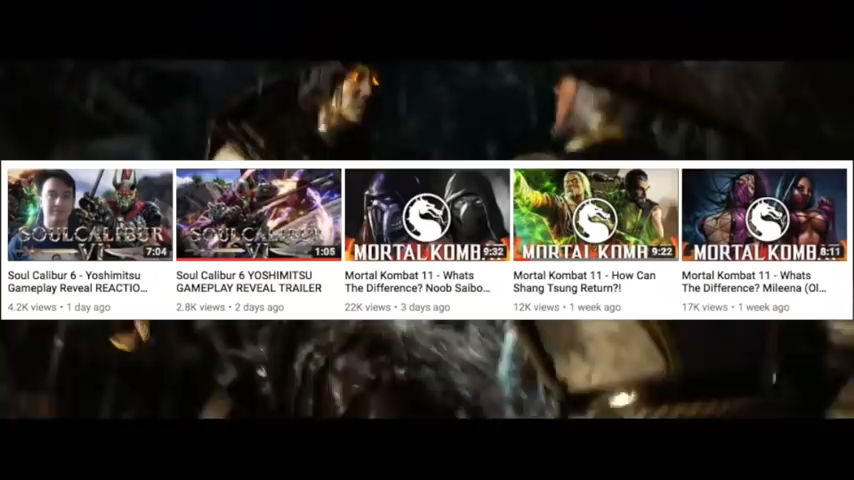 SOULCALIBUR
VI
7:04
Soul Calibur 6 - Yoshimitsu
Gameplay Reveal REACTIO...
4.2K views • 1 day ago
SOULCALIBUR
VI
1:05
Soul Calibur 6 YOSHIMITSU
GAMEPLAY REVEAL TRAILER
2.8K views • 2 days ago
MORTAL KOMB
9:32
Mortal Kombat 11 - Whats
The Difference? Noob Saibo...
22K views • 3 days ago
MORTAL KOMB
9:22
Mortal Kombat 11 - How Can
Shang Tsung Return?!
12K views • 1 week ago
MORTAL KOMB
8:11
Mortal Kombat 11 - Whats
The Difference? Mileena (Ol...
17K views • 1 week ago